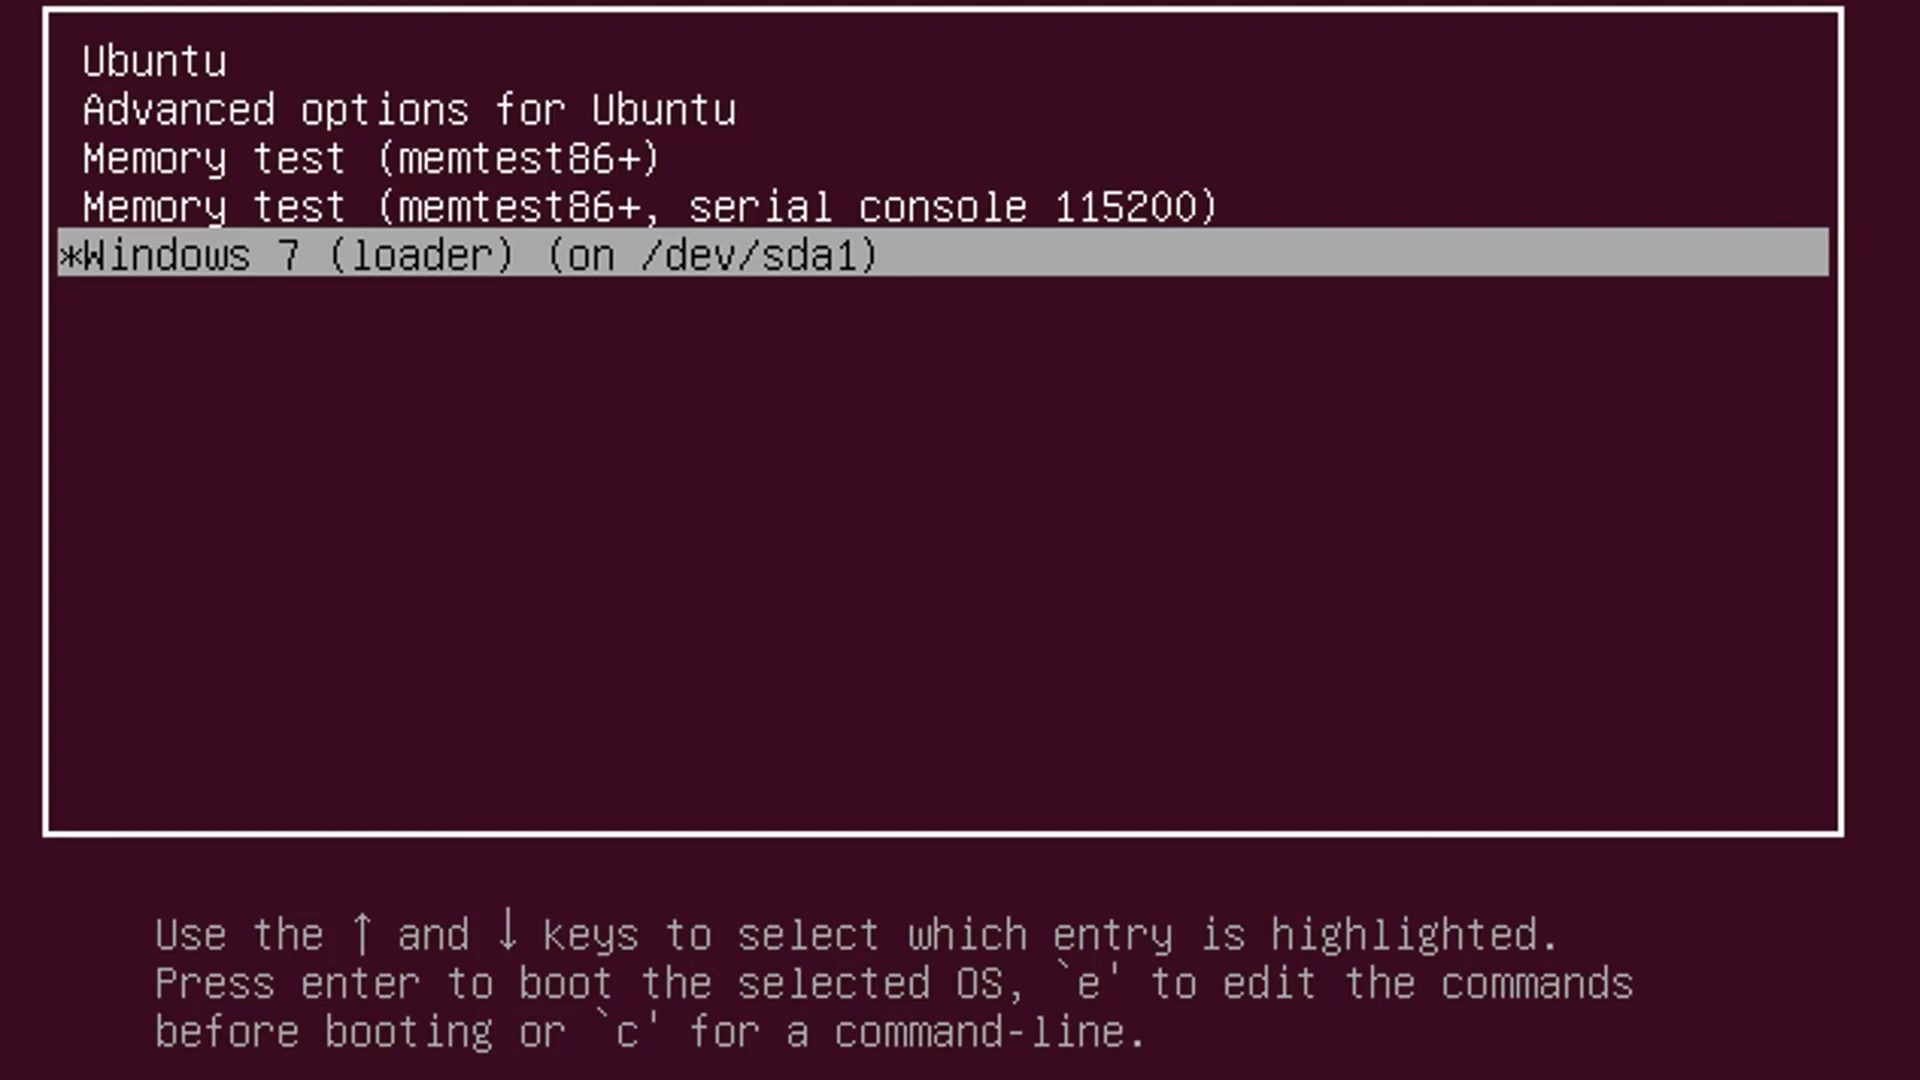 Ubuntu
Advanced options for Ubuntu
Memory test (memtest86+)
Memory test (memtest86+, serial console 115200)
*Windows 7 (loader) (on /dev/sda1)
Use the ↑ and ↓ keys to select which entry is highlighted.
Press enter to boot the selected OS, `e' to edit the commands
before booting or `c' for a command-line.